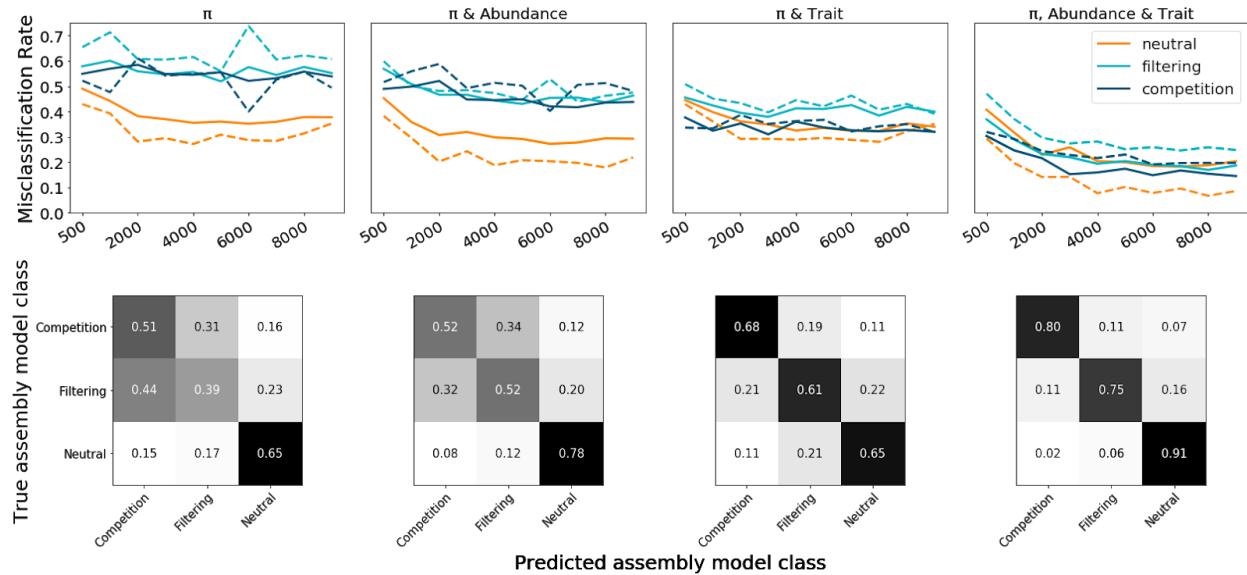 π
π & Abundance
π & Trait
π, Abundance & Trait
Misclassification Rate
0.7
0.6
0.5
0.4
0.3
0.2
0.1
0.0
500 2000 4000 6000 8000
500 2000 4000 6000 8000
500 2000 4000 6000 8000
500 2000 4000 6000 8000
neutral
filtering
competition
True assembly model class
Competition 0.51 0.31 0.16
Filtering 0.44 0.39 0.23
Neutral 0.15 0.17 0.65
Competition Filtering Neutral
0.52 0.34 0.12
0.32 0.52 0.20
0.08 0.12 0.78
Competition Filtering Neutral
0.68 0.19 0.11
0.21 0.61 0.22
0.11 0.21 0.65
Competition Filtering Neutral
0.80 0.11 0.07
0.11 0.75 0.16
0.02 0.06 0.91
Competition Filtering Neutral
Predicted assembly model class